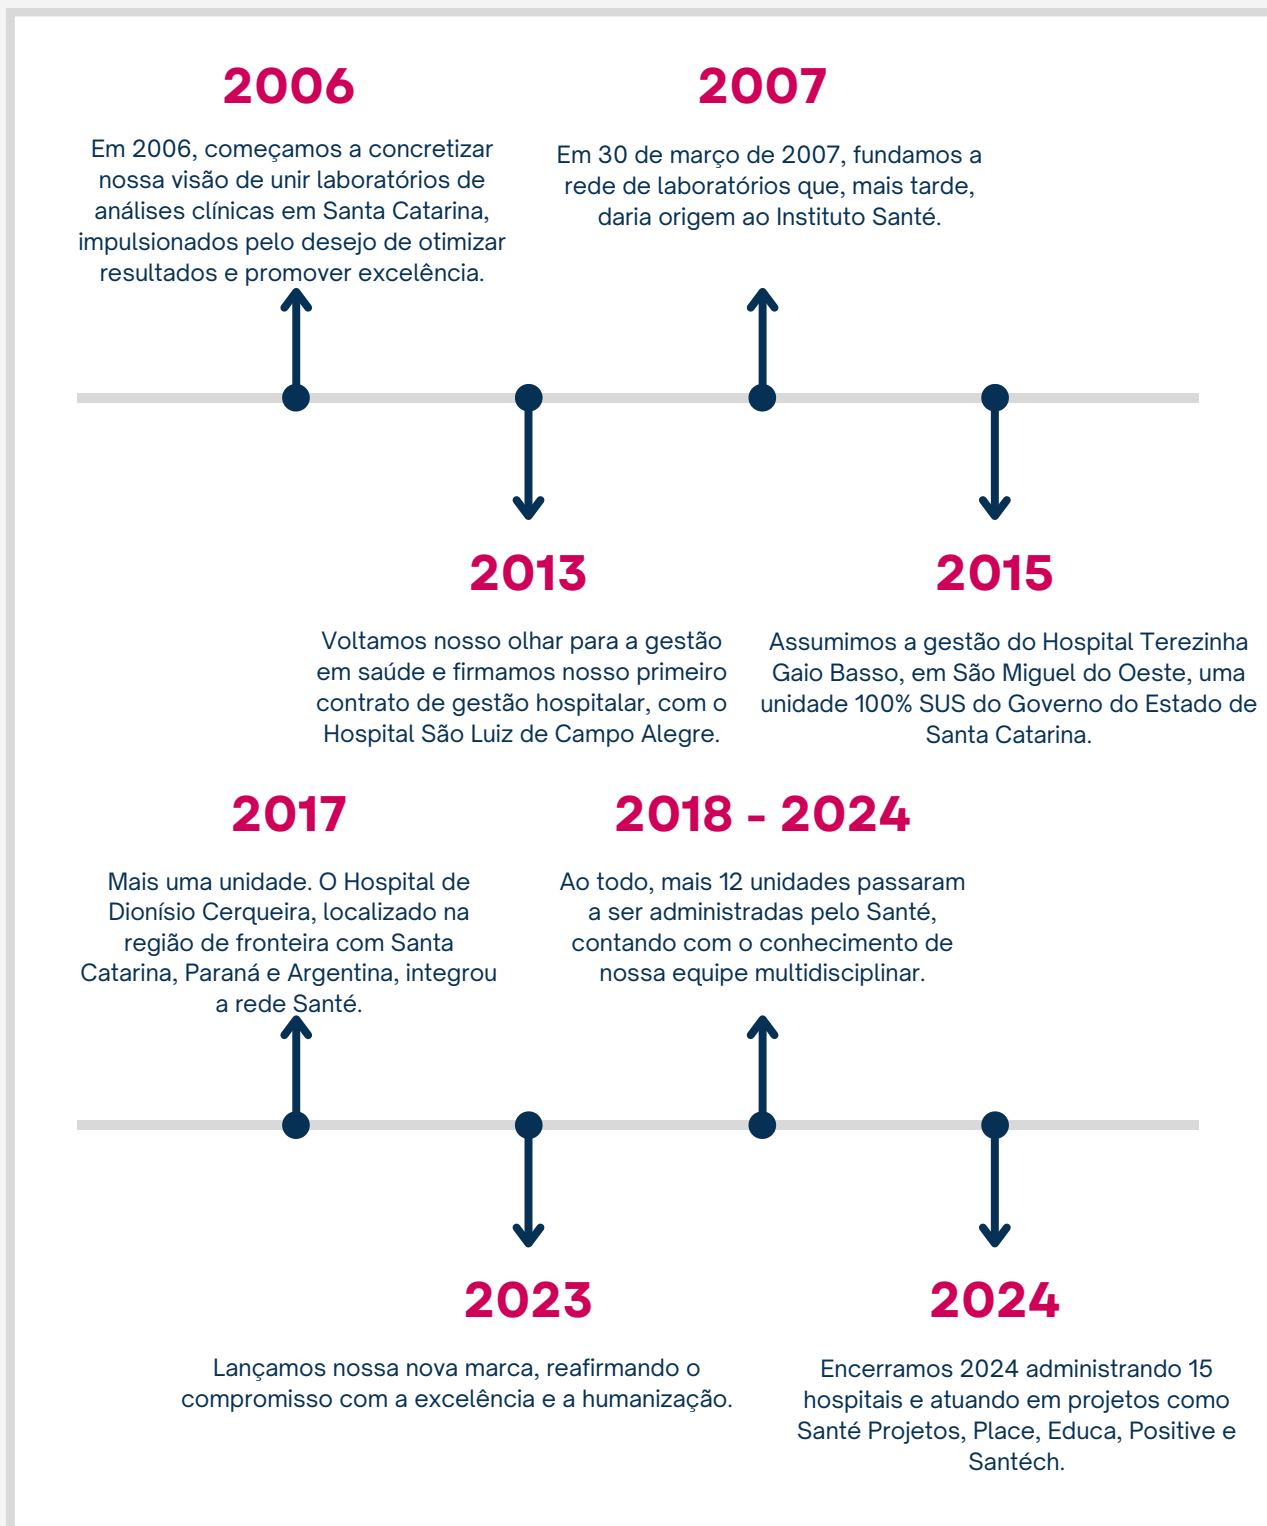 2006
Em 2006, começamos a concretizar
nossa visão de unir laboratórios de
análises clínicas em Santa Catarina,
impulsionados pelo desejo de otimizar
resultados e promover excelência.
2007
Em 30 de março de 2007, fundamos a
rede de laboratórios que, mais tarde,
daria origem ao Instituto Santé.
2013
Voltamos nosso olhar para a gestão
em saúde e firmamos nosso primeiro
contrato de gestão hospitalar, com o
Hospital São Luiz de Campo Alegre.
2015
Assumimos a gestão do Hospital Terezinha
Gaio Basso, em São Miguel do Oeste, uma
unidade 100% SUS do Governo do Estado de
Santa Catarina.
2017
Mais uma unidade. O Hospital de
Dionísio Cerqueira, localizado na
região de fronteira com Santa
Catarina, Paraná e Argentina, integrou
a rede Santé.
2018 - 2024
Ao todo, mais 12 unidades passaram
a ser administradas pelo Santé,
contando com o conhecimento de
nossa equipe multidisciplinar.
2023
Lançamos nossa nova marca, reafirmando o
compromisso com a excelência e a humanização.
2024
Encerramos 2024 administrando 15
hospitais e atuando em projetos como
Santé Projetos, Place, Educa, Positive e
Santéch.